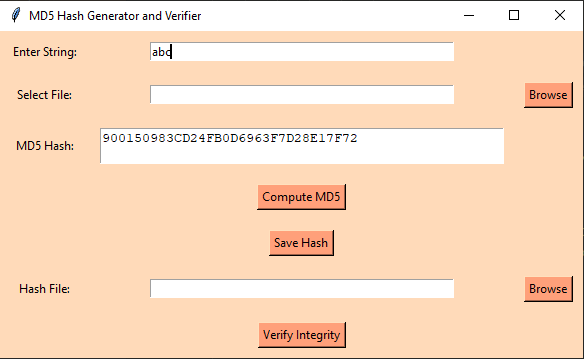 MD5 Hash Generator and Verifier
Enter String: abc
Select File: Browse
MD5 Hash: 900150983CD24FB0D6963F7D28E17F72
Compute MD5
Save Hash
Hash File: Browse
Verify Integrity